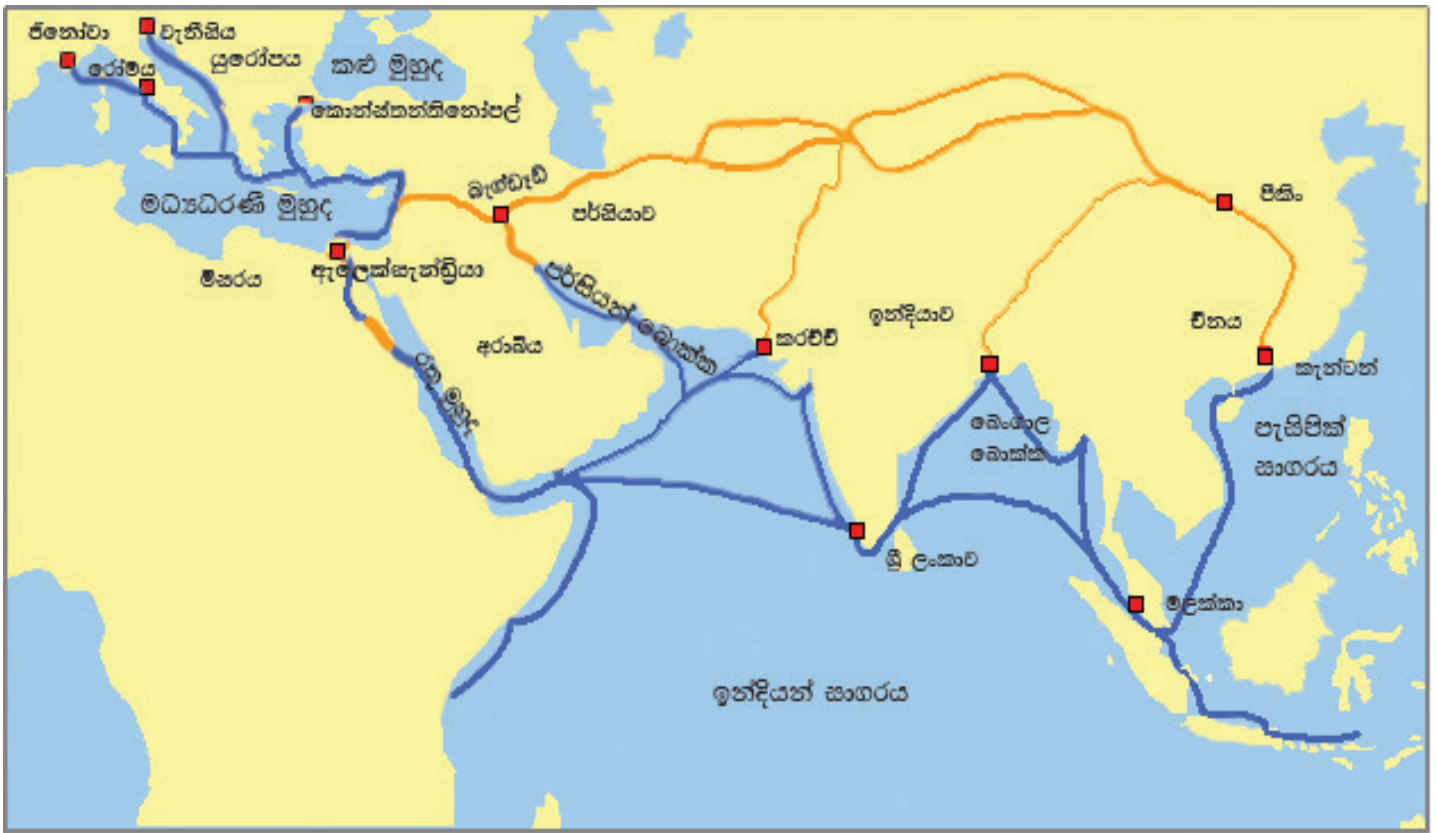 ජිනෝවා
වැනීසිය
රෝමය
යුරෝපය
කළු මුහුද
කොන්ස්තන්තිනෝපල්
මධ්‍යධරණී මුහුද
බැග්ඩෑඩ්
පර්සියාව
පීකිං
මිසරය
ඇලෙක්සැන්ඩ්‍රියා
පර්සියන් බොක්ක
ඉන්දියාව
චීනය
අරාබිය
කරච්චි
කැන්ටන්
රතු මුහුද
බෙංගාල
බොක්ක
පැසිපික්
සාගරය
ශ්‍රී ලංකාව
මලක්කා
ඉන්දියන් සාගරය